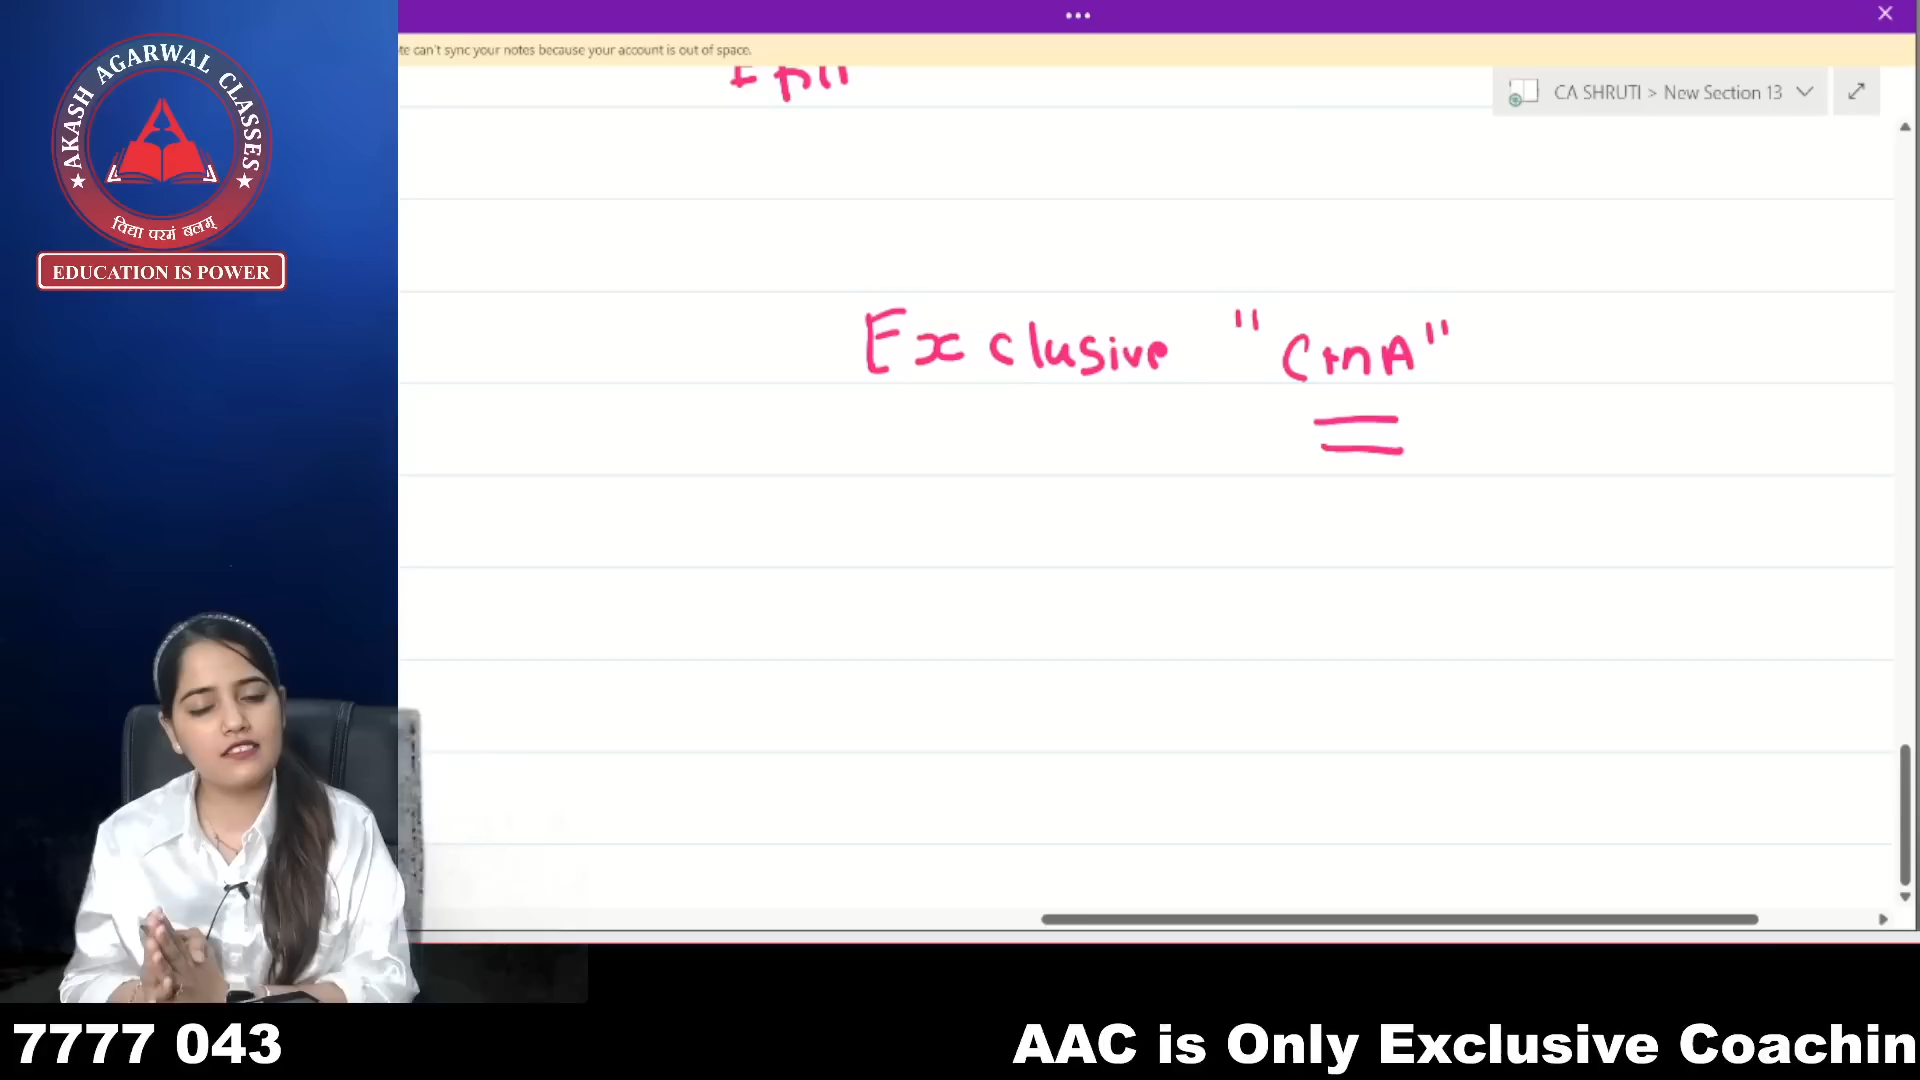 AKASH AGARWAL CLASSES
विद्या परमं बलम्
EDUCATION IS POWER
te can't sync your notes because your account is out of space.
CA SHRUTI > New Section 13
Exclusive "CMA"
7777 043
AAC is Only Exclusive Coachin